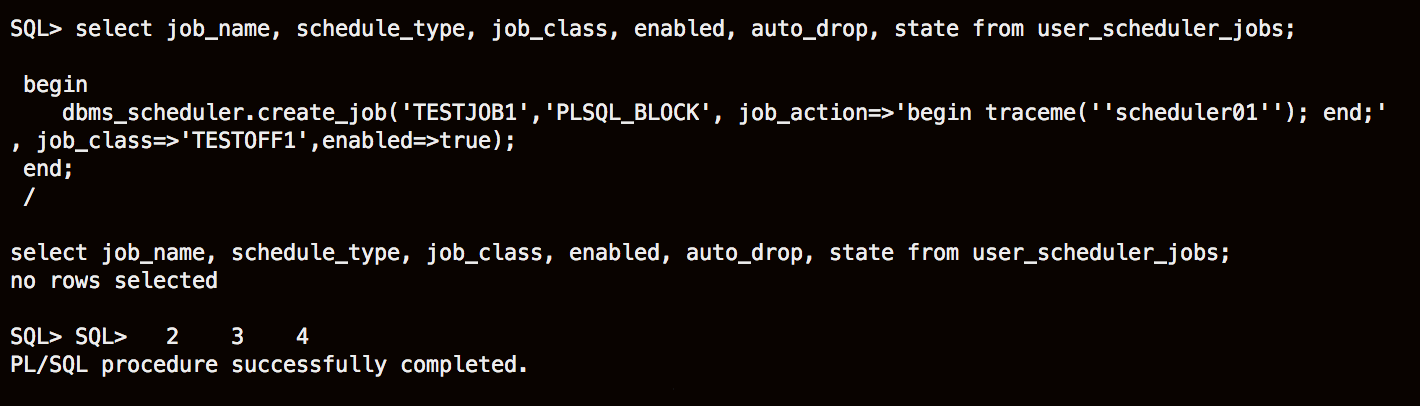 SQL> select job_name, schedule_type, job_class, enabled, auto_drop, state from user_scheduler_jobs;
begin
dbms_scheduler.create_job('TESTJOB1','PLSQL_BLOCK', job_action=>'begin traceme(''scheduler01''); end;'
, job_class=>'TESTOFF1',enabled=>true);
end;
/
select job_name, schedule_type, job_class, enabled, auto_drop, state from user_scheduler_jobs;
no rows selected
SQL> SQL>   2    3    4
PL/SQL procedure successfully completed.